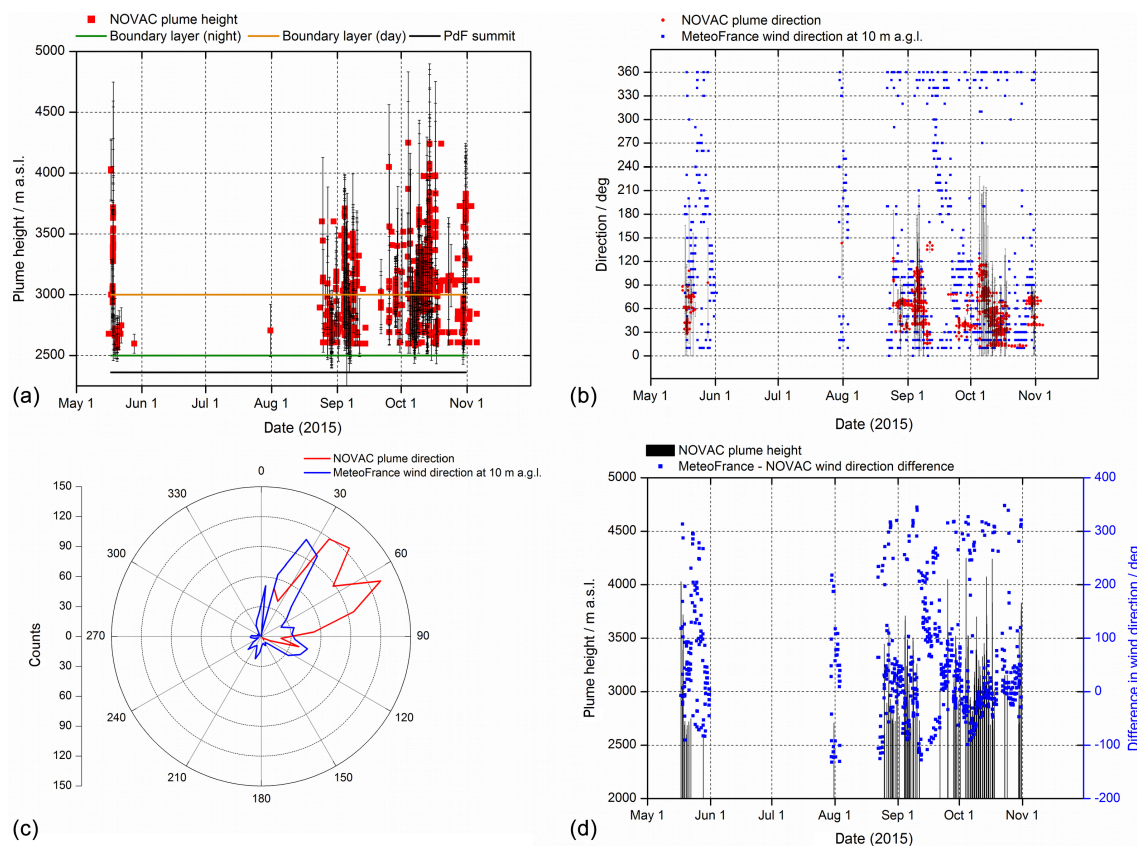 NOVAC plume height
Boundary layer (night) Boundary layer (day) PdF summit
5000
4500
4000
3500
3000
2500
Plume height / m a.s.l.
May 1 Jun 1 Jul 1 Aug 1 Sep 1 Oct 1 Nov 1
Date (2015)
(a)
NOVAC plume direction
MeteoFrance wind direction at 10 m a.g.l.
360
330
300
270
240
210
180
150
120
90
60
30
0
Direction / deg
May 1 Jun 1 Jul 1 Aug 1 Sep 1 Oct 1 Nov 1
Date (2015)
(b)
NOVAC plume direction
MeteoFrance wind direction at 10 m a.g.l.
150
120
90
60
30
0
30
60
90
120
150
Counts
0
30
60
90
120
150
180
210
240
270
300
330
(c)
NOVAC plume height
MeteoFrance - NOVAC wind direction difference
5000
4500
4000
3500
3000
2500
2000
Plume height / m a.s.l.
400
300
200
100
0
-100
-200
Difference in wind direction / deg
May 1 Jun 1 Jul 1 Aug 1 Sep 1 Oct 1 Nov 1
Date (2015)
(d)